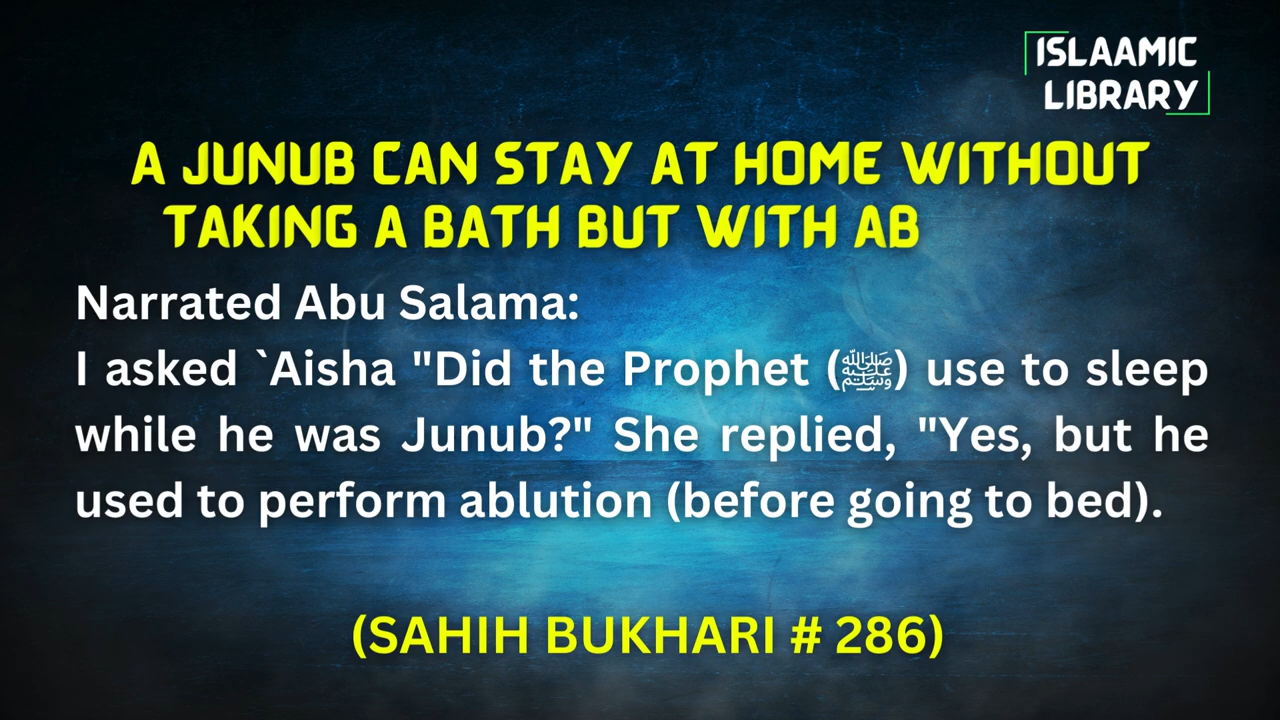 ISLAAMIC
LIBRARY
A JUNUB CAN STAY AT HOME WITHOUT
TAKING A BATH BUT WITH AB
Narrated Abu Salama:
I asked `Aisha "Did the Prophet (ﷺ) use to sleep
while he was Junub?" She replied, "Yes, but he
used to perform ablution (before going to bed).
(SAHIH BUKHARI # 286)